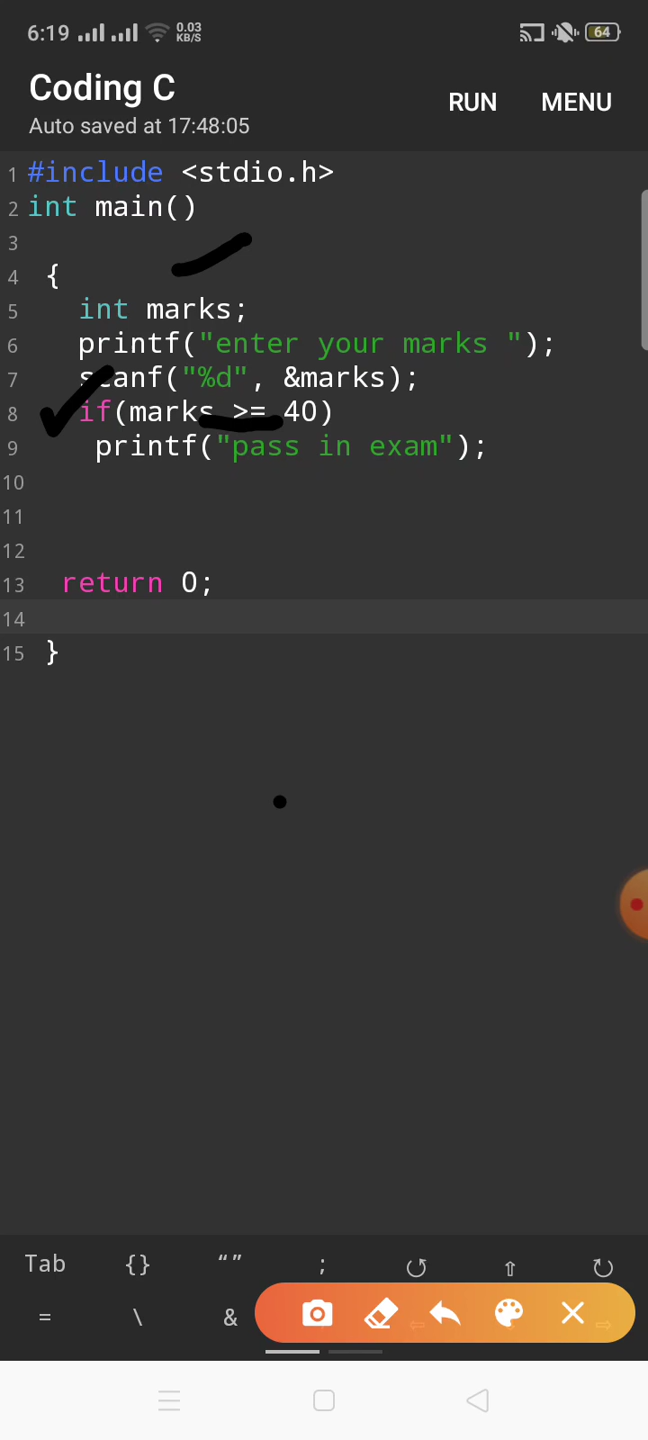 6:19 0.03 KB/S 64
Coding C
RUN MENU
Auto saved at 17:48:05
1 #include <stdio.h>
2 int main()
3
4 {
5 int marks;
6 printf("enter your marks ");
7 scanf("%d", &marks);
8 if(marks >= 40)
9 printf("pass in exam");
10
11
12
13 return 0;
14
15 }
Tab {} “” ;
= \ &